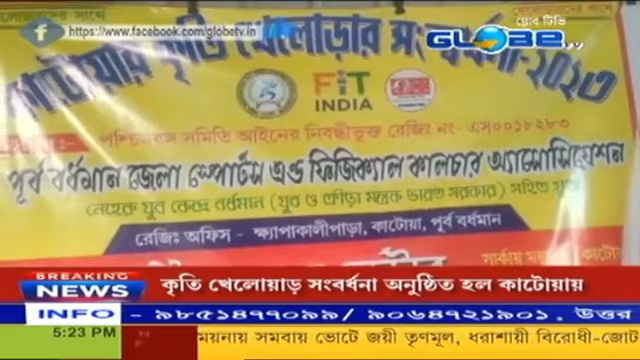 https://www.facebook.com/globetv.in
গ্লোব টিভি
GLOBE TV
কাটোয়ার কৃতি খেলোড়ার সংবর্ধনা-২০২৩
FIT
INDIA
পশ্চিমবঙ্গ সমিতি আইনের নিবন্ধীভুক্ত রেজিঃ নং- এস০০১৮২৮৩
পূর্ব বর্ধমান জেলা স্পোর্টস এন্ড ফিজিক্যাল কালচার অ্যাসোসিয়েশন
নেহেরু যুব কেন্দ্র বর্ধমান (যুব ও ক্রীড়া মন্ত্রক ভারত সরকার) সহিত যুক্ত
রেজিঃ অফিস - ক্ষ্যাপাকালীপাড়া, কাটোয়া, পূর্ব বর্ধমান
BREAKING
NEWS
কৃতি খেলোয়াড় সংবর্ধনা অনুষ্ঠিত হল কাটোয়ায়
INFO
- ৯৮৫১৪৭৭০৯৯/ ৯০৬৪৭২১৯০১. উত্তর
5:23 PM
ময়নায় সমবায় ভোটে জয়ী তৃণমূল, ধরাশায়ী বিরোধী-জোট